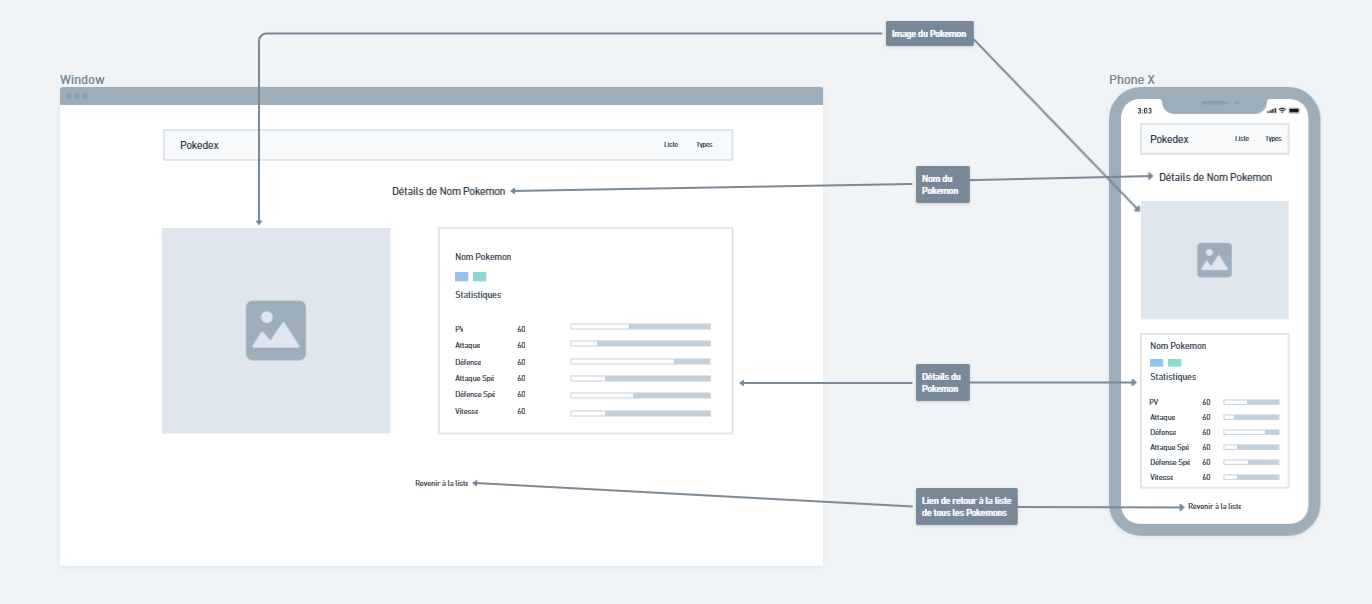 Image du Pokemon
Window
Phone X
3:03
Pokedex
Liste
Types
Détails de Nom Pokemon
Nom Pokemon
Statistiques
PV 60
Attaque 60
Défense 60
Attaque Spé 60
Défense Spé 60
Vitesse 60
Revenir à la liste
Nom du
Pokemon
Détails du
Pokemon
Lien de retour à la liste
de tous les Pokemons
Pokedex
Liste
Types
Détails de Nom Pokemon
Nom Pokemon
Statistiques
PV 60
Attaque 60
Défense 60
Attaque Spé 60
Défense Spé 60
Vitesse 60
Revenir à la liste